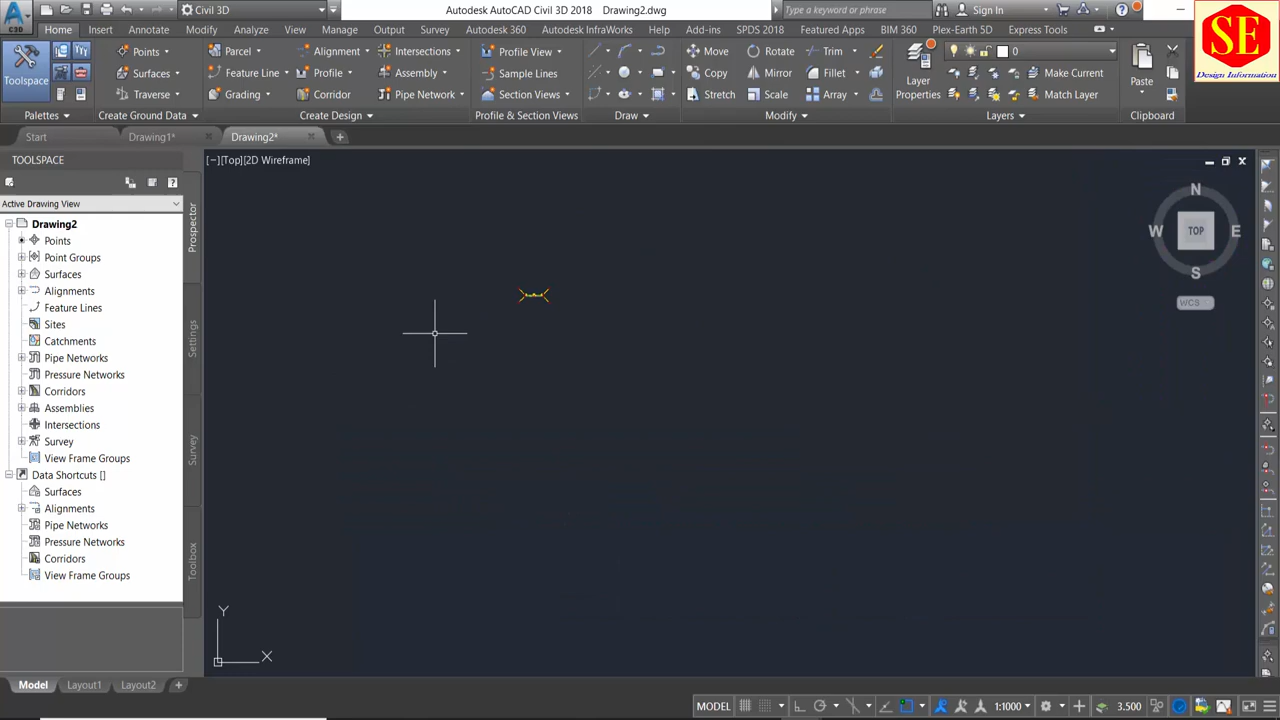 A
C3D
Civil 3D
Autodesk AutoCAD Civil 3D 2018 Drawing2.dwg
Type a keyword or phrase
Sign In
SE
Design Information
Home Insert Annotate Modify Analyze View Manage Output Survey Autodesk 360 Autodesk InfraWorks Help Add-ins SPDS 2018 Featured Apps BIM 360 Plex-Earth 5D Express Tools
Toolspace
Points
Surfaces
Traverse
Parcel
Feature Line
Grading
Alignment
Profile
Corridor
Intersections
Assembly
Pipe Network
Profile View
Sample Lines
Section Views
Move
Copy
Stretch
Rotate
Mirror
Scale
Trim
Fillet
Array
Layer
Properties
0
Make Current
Match Layer
Paste
Palettes
Create Ground Data
Create Design
Profile & Section Views
Draw
Modify
Layers
Clipboard
Start Drawing1* Drawing2*
TOOLSPACE
Active Drawing View
Drawing2
Points
Point Groups
Surfaces
Alignments
Feature Lines
Sites
Catchments
Pipe Networks
Pressure Networks
Corridors
Assemblies
Intersections
Survey
View Frame Groups
Data Shortcuts []
Surfaces
Alignments
Pipe Networks
Pressure Networks
Corridors
View Frame Groups
Prospector
Settings
Survey
Toolbox
[−][Top][2D Wireframe]
N
W TOP E
S
WCS
Y
X
Model Layout1 Layout2
MODEL 1:1000 3.500